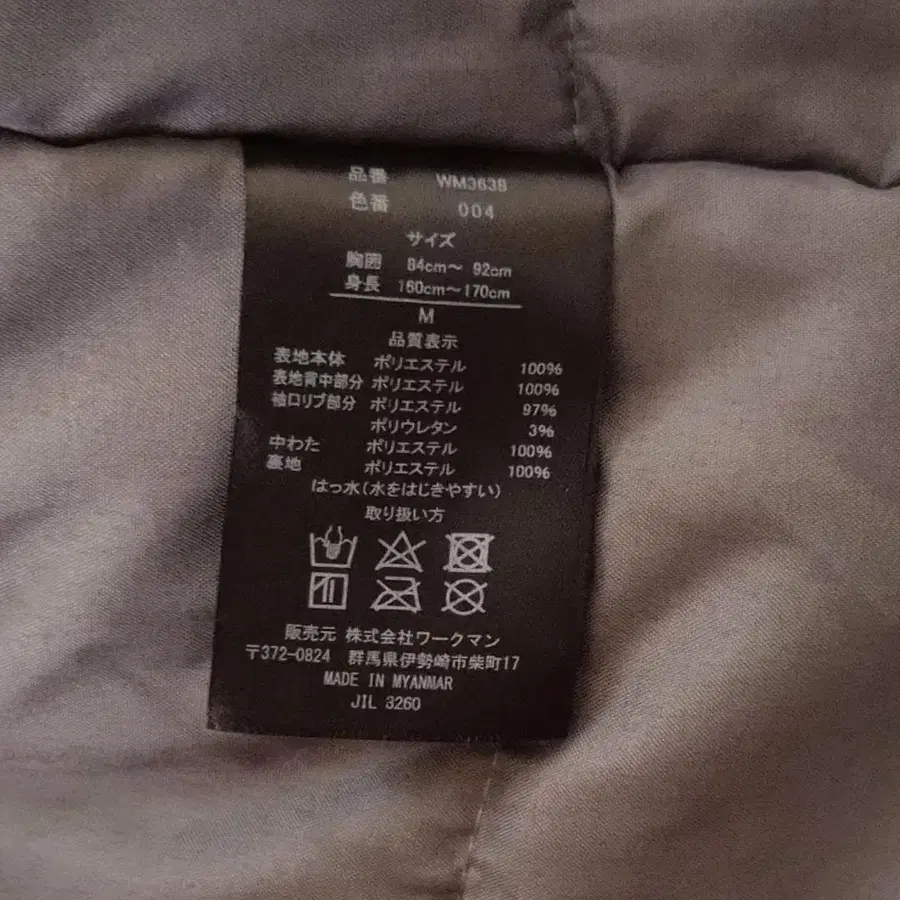 品番 WM3638
色番 004
サイズ
胸囲 84cm～ 92cm
身長 160cm～170cm
M
品質表示
表地本体 ポリエステル 100%
表地背中部分 ポリエステル 100%
袖口リブ部分 ポリエステル 97%
ポリウレタン 3%
中わた ポリエステル 100%
裏地 ポリエステル 100%
はっ水(水をはじきやすい)
取り扱い方
販売元 株式会社ワークマン
〒372-0824 群馬県伊勢崎市柴町17
MADE IN MYANMAR
JIL 3260